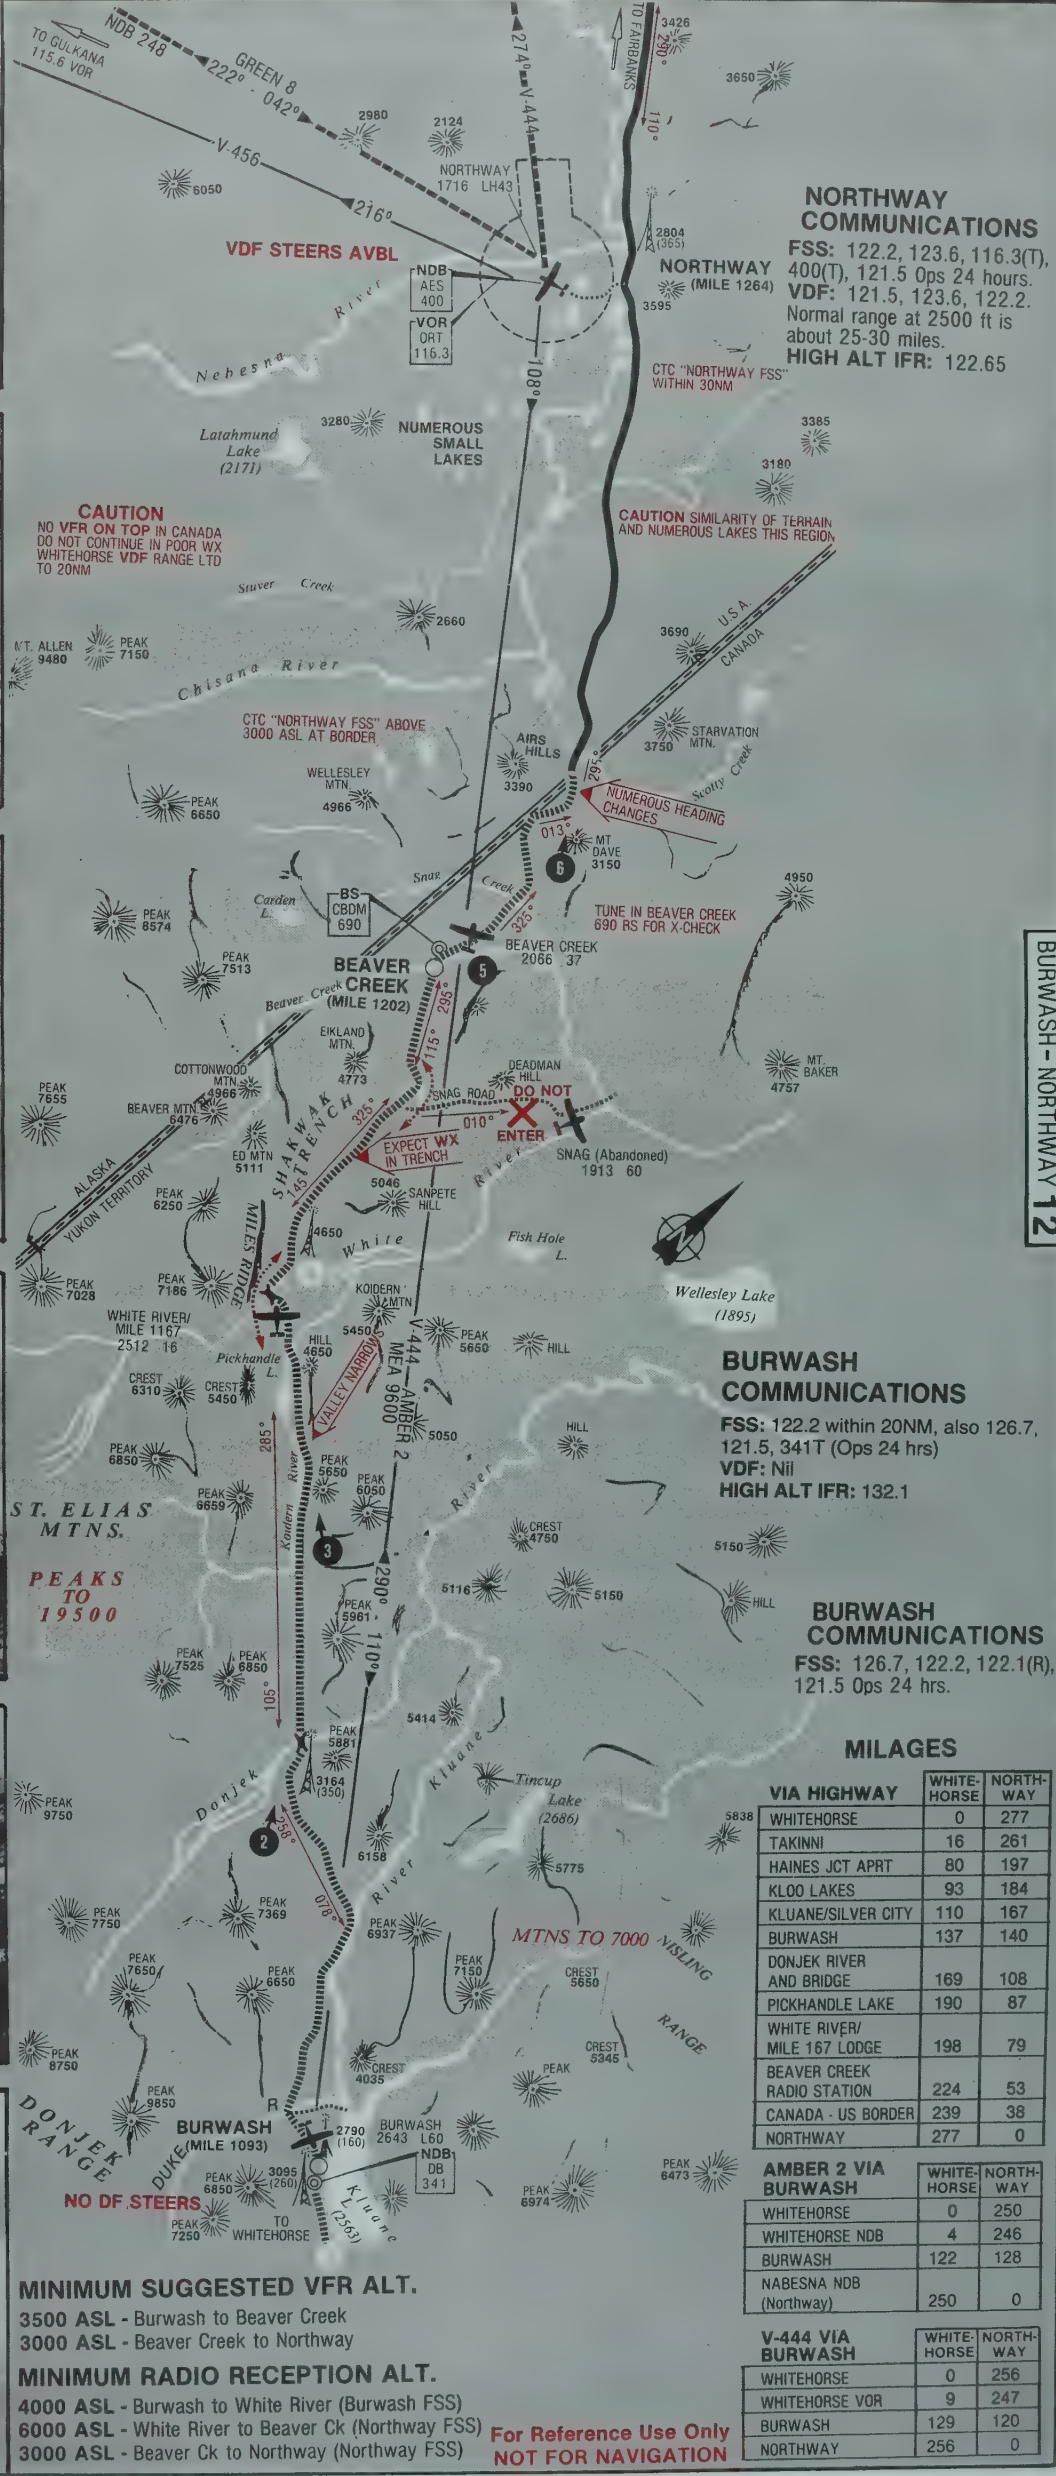 TO GULKANA
115.6 VOR
NDB 248
GREEN 8
222° - 042°
V-456
216°
274°
V-444
TO FAIRBANKS
3426
290°
110°
3650
2980
2124
6050
NORTHWAY
1716 LH43
VDF STEERS AVBL
NDB
AES
400
VOR
ORT
116.3
2804
(365)
NORTHWAY
(MILE 1264)
3595
NORTHWAY
COMMUNICATIONS
FSS: 122.2, 123.6, 116.3(T),
400(T), 121.5 Ops 24 hours.
VDF: 121.5, 123.6, 122.2.
Normal range at 2500 ft is
about 25-30 miles.
HIGH ALT IFR: 122.65
Nebesna River
108°
CTC "NORTHWAY FSS"
WITHIN 30NM
3280
NUMEROUS
SMALL
LAKES
Latahmund
Lake
(2171)
3385
3180
CAUTION
NO VFR ON TOP IN CANADA
DO NOT CONTINUE IN POOR WX
WHITEHORSE VDF RANGE LTD
TO 20NM
CAUTION SIMILARITY OF TERRAIN
AND NUMEROUS LAKES THIS REGION
Stuver Creek
2660
U.S.A.
CANADA
3690
MT. ALLEN
9480
PEAK
7150
Chisana River
CTC "NORTHWAY FSS" ABOVE
3000 ASL AT BORDER
AIRS
HILLS
3390
STARVATION
MTN.
3750
295°
Scotty Creek
WELLESLEY
MTN.
4966
PEAK
6650
NUMEROUS HEADING
CHANGES
013°
MT
DAVE
3150
6
Snag Creek
325°
4950
BS
CBDM
690
Carden
L.
PEAK
8574
TUNE IN BEAVER CREEK
690 RS FOR X-CHECK
BEAVER CREEK
2066 37
5
PEAK
7513
BEAVER
CREEK
(MILE 1202)
Beaver Creek
115° 295°
EIKLAND
MTN.
4773
COTTONWOOD
MTN.
4966
DEADMAN
HILL
MT.
BAKER
4757
BURWASH-NORTHWAY 12
PEAK
7655
BEAVER MTN.
6476
SNAG ROAD
DO NOT
ENTER
010°
325°
145°
SHAKWAK
TRENCH
EXPECT WX
IN TRENCH
ED MTN
5111
SNAG (Abandoned)
1913 60
ALASKA
YUKON TERRITORY
PEAK
6250
5046
SANPETE
HILL
White River
4650
MILES RIDGE
Fish Hole
L.
Wellesley Lake
(1895)
PEAK
7028
PEAK
7186
KOIDERN
MTN
5450
WHITE RIVER/
MILE 1167
2512 16
Pickhandle
L.
HILL
4650
VALLEY NARROWS
V-444 - AMBER 2
MEA 9600
PEAK
5650
HILL
CREST
6310
CREST
5450
BURWASH
COMMUNICATIONS
FSS: 122.2 within 20NM, also 126.7,
121.5, 341T (Ops 24 hrs)
VDF: Nil
HIGH ALT IFR: 132.1
5050
HILL
PEAK
6850
285°
Koidern River
PEAK
5650
PEAK
6050
PEAK
6659
ST. ELIAS
MTNS.
PEAKS
TO
19500
River
CREST
4750
5150
3
290° - 110°
5116
5150
HILL
PEAK
5961
BURWASH
COMMUNICATIONS
FSS: 126.7, 122.2, 122.1(R),
121.5 Ops 24 hrs.
PEAK
7525
PEAK
6850
105°
5414
PEAK
5881
3164
(350)
Kluane River
Tincup
Lake
(2686)
PEAK
9750
Donjek
2
258°
078°
6158
5775
5838
PEAK
7750
PEAK
7369
PEAK
6937
MTNS TO 7000
NISLING
RANGE
PEAK
7650
PEAK
6650
PEAK
7150
CREST
5650
PEAK
8750
CREST
4035
CREST
5345
PEAK
PEAK
9850
DONJEK
RANGE
R
BURWASH
(MILE 1093)
2790
(160)
BURWASH
2643 L60
NDB
DB
341
DUKE
PEAK
6850
3095
(260)
PEAK
6473
PEAK
6974
NO DF STEERS
PEAK
7250
TO
WHITEHORSE
Kluane
L.
(2563)
MILAGES
VIA HIGHWAY WHITE-HORSE NORTH-WAY
WHITEHORSE 0 277
TAKINNI 16 261
HAINES JCT APRT 80 197
KLOO LAKES 93 184
KLUANE/SILVER CITY 110 167
BURWASH 137 140
DONJEK RIVER
AND BRIDGE 169 108
PICKHANDLE LAKE 190 87
WHITE RIVER/
MILE 167 LODGE 198 79
BEAVER CREEK
RADIO STATION 224 53
CANADA - US BORDER 239 38
NORTHWAY 277 0
AMBER 2 VIA
BURWASH WHITE-HORSE NORTH-WAY
WHITEHORSE 0 250
WHITEHORSE NDB 4 246
BURWASH 122 128
NABESNA NDB
(Northway) 250 0
V-444 VIA
BURWASH WHITE-HORSE NORTH-WAY
WHITEHORSE 0 256
WHITEHORSE VOR 9 247
BURWASH 129 120
NORTHWAY 256 0
MINIMUM SUGGESTED VFR ALT.
3500 ASL - Burwash to Beaver Creek
3000 ASL - Beaver Creek to Northway
MINIMUM RADIO RECEPTION ALT.
4000 ASL - Burwash to White River (Burwash FSS)
6000 ASL - White River to Beaver Ck (Northway FSS)
3000 ASL - Beaver Ck to Northway (Northway FSS)
For Reference Use Only
NOT FOR NAVIGATION